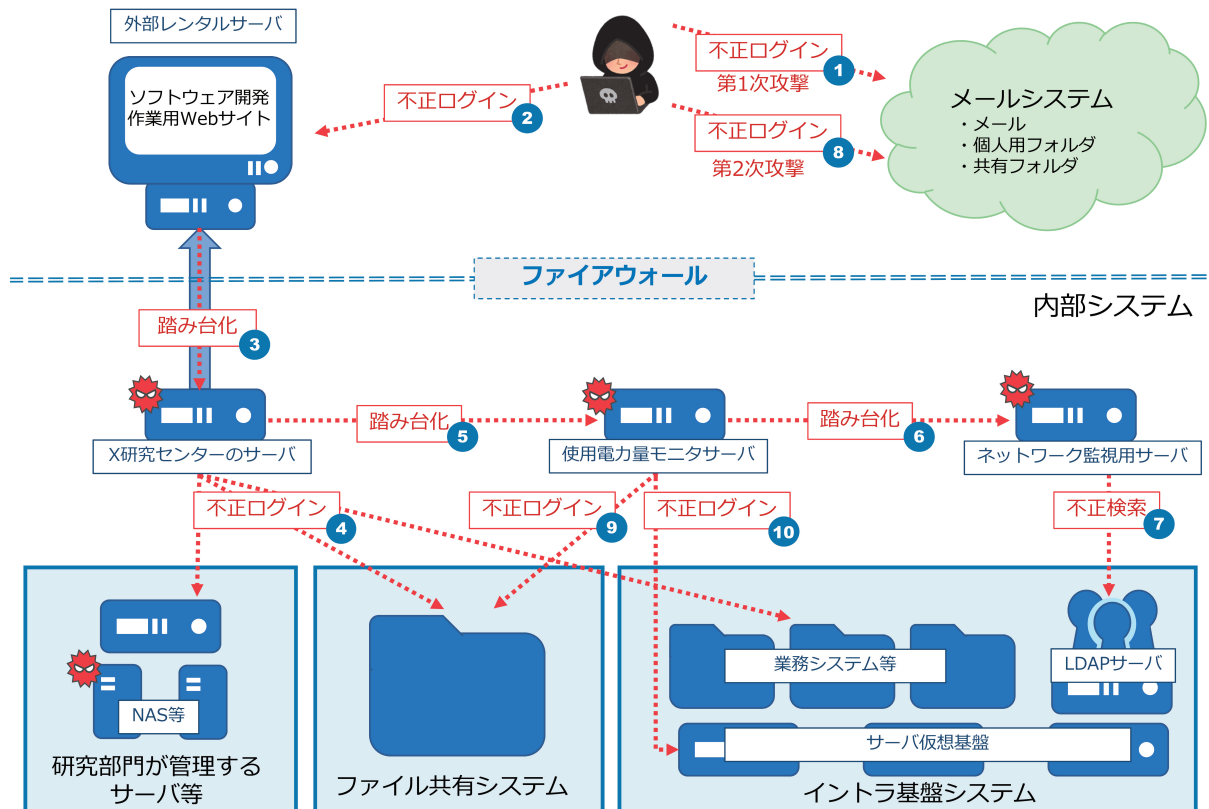 外部レンタルサーバ
ソフトウェア開発
作業用Webサイト
不正ログイン
2
不正ログイン
1
第1次攻撃
不正ログイン
8
第2次攻撃
メールシステム
・メール
・個人用フォルダ
・共有フォルダ
ファイアウォール
内部システム
踏み台化
3
X研究センターのサーバ
踏み台化
5
使用電力量モニタサーバ
踏み台化
6
ネットワーク監視用サーバ
不正ログイン
4
不正ログイン
9
不正ログイン
10
不正検索
7
NAS等
研究部門が管理する
サーバ等
ファイル共有システム
業務システム等
LDAPサーバ
サーバ仮想基盤
イントラ基盤システム